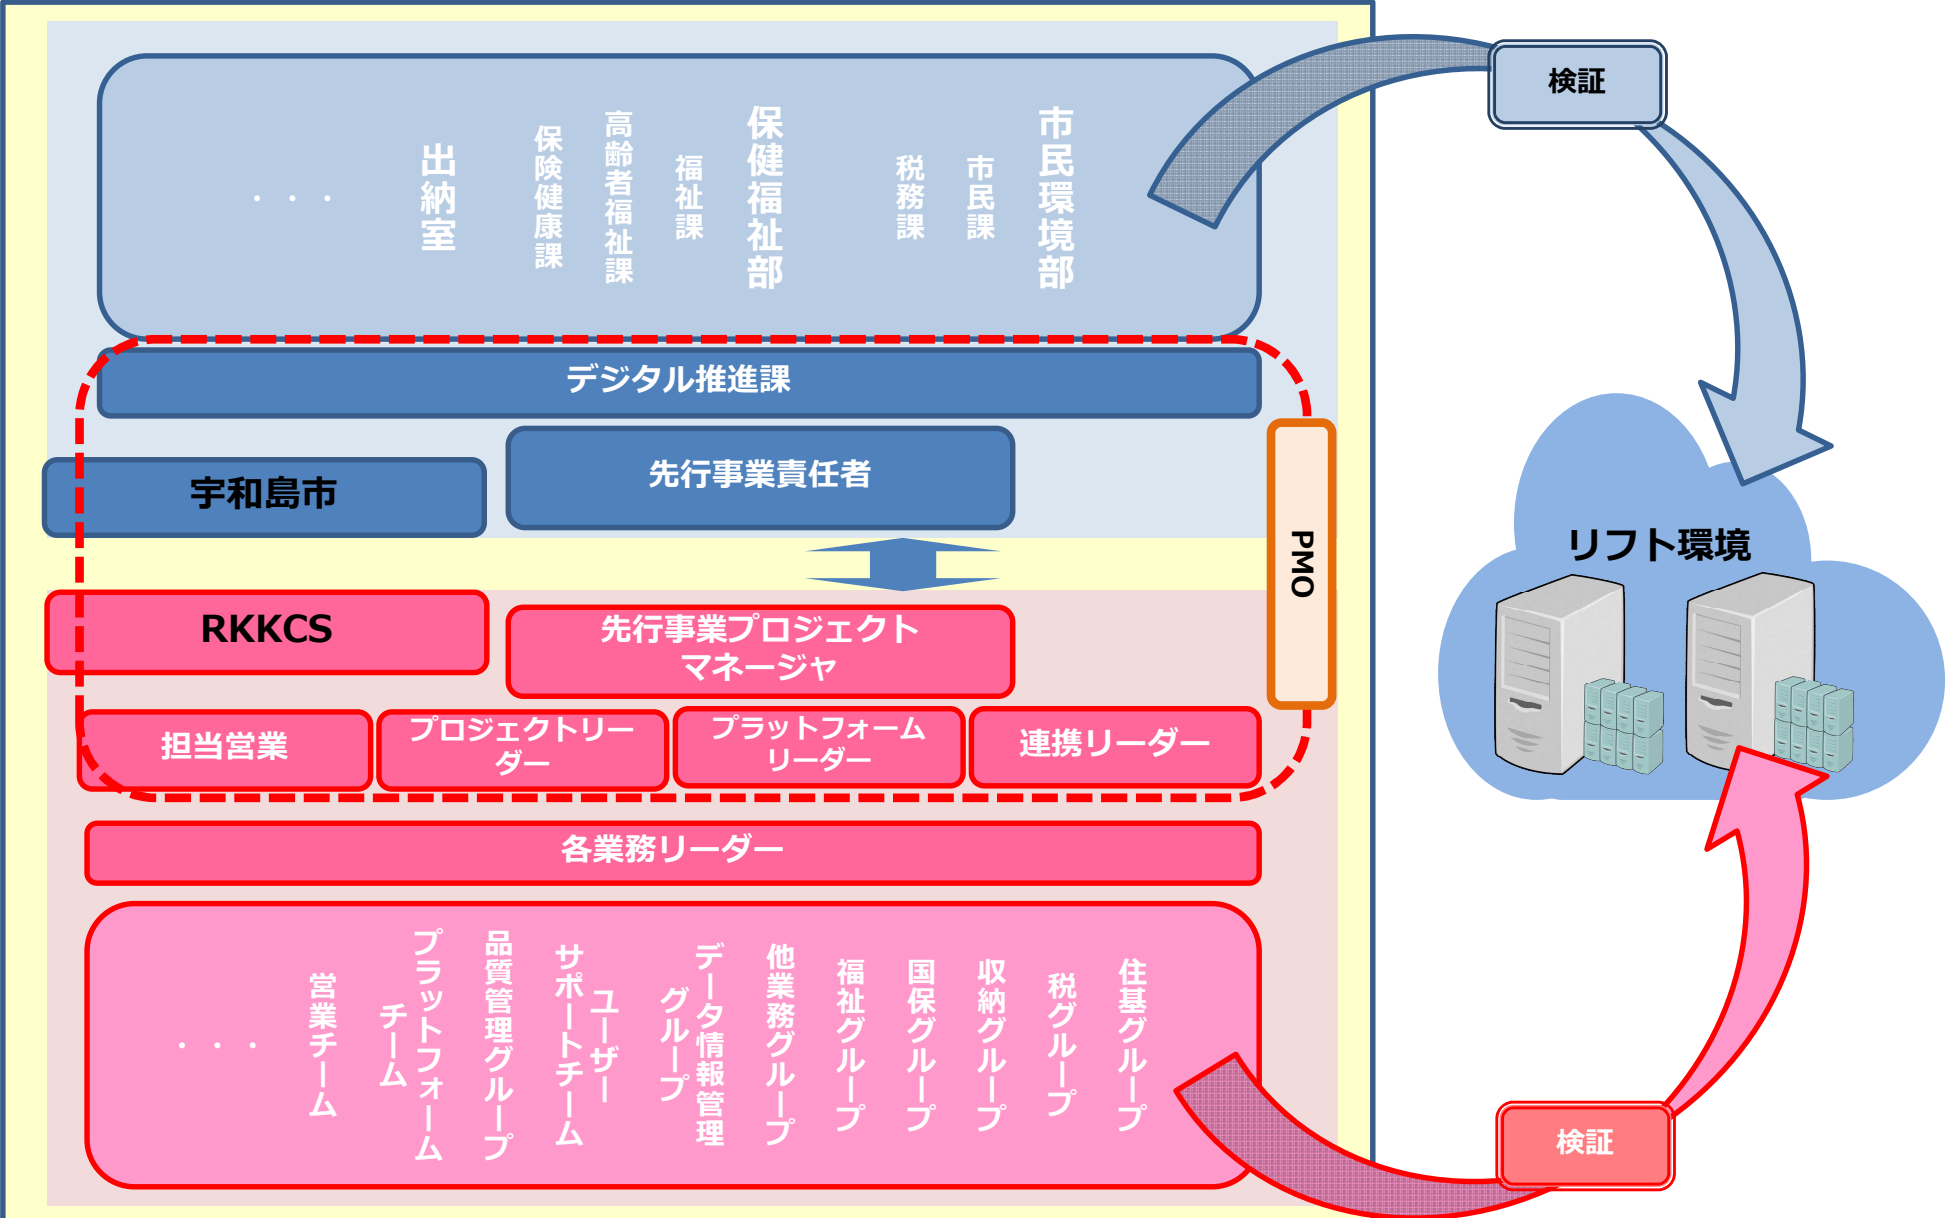 市民環境部
市民課
税務課
保健福祉部
福祉課
高齢者福祉課
保険健康課
出納室
・・・
検証
デジタル推進課
宇和島市
先行事業責任者
PMO
リフト環境
RKKCS
先行事業プロジェクト
マネージャ
担当営業
プロジェクトリー
ダー
プラットフォーム
リーダー
連携リーダー
各業務リーダー
住基グループ
税グループ
収納グループ
国保グループ
福祉グループ
他業務グループ
データ情報管理
グループ
ユーザー
サポートチーム
品質管理グループ
プラットフォーム
チーム
営業チーム
・・・
検証